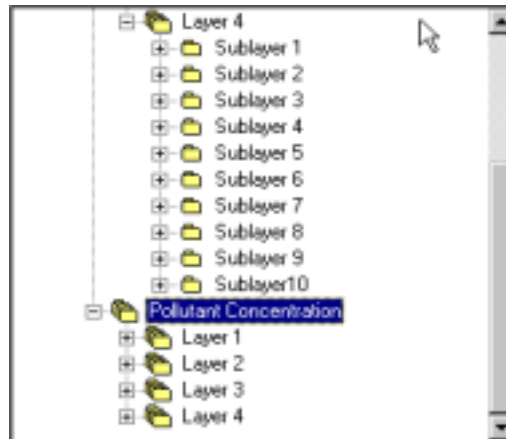 Layer 4
Sublayer 1
Sublayer 2
Sublayer 3
Sublayer 4
Sublayer 5
Sublayer 6
Sublayer 7
Sublayer 8
Sublayer 9
Sublayer10
Pollutant Concentration
Layer 1
Layer 2
Layer 3
Layer 4